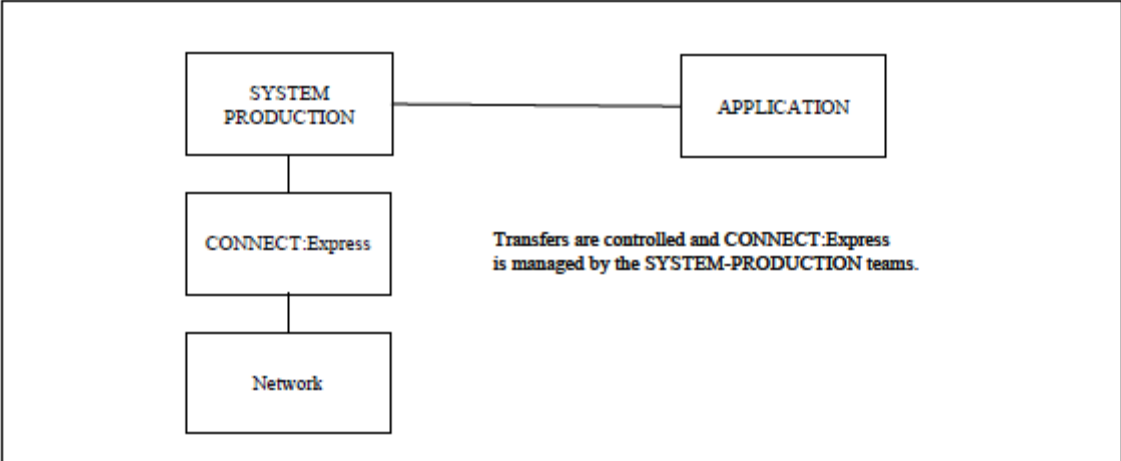 SYSTEM
PRODUCTION
APPLICATION
CONNECT:Express
Transfers are controlled and CONNECT:Express
is managed by the SYSTEM-PRODUCTION teams.
Network